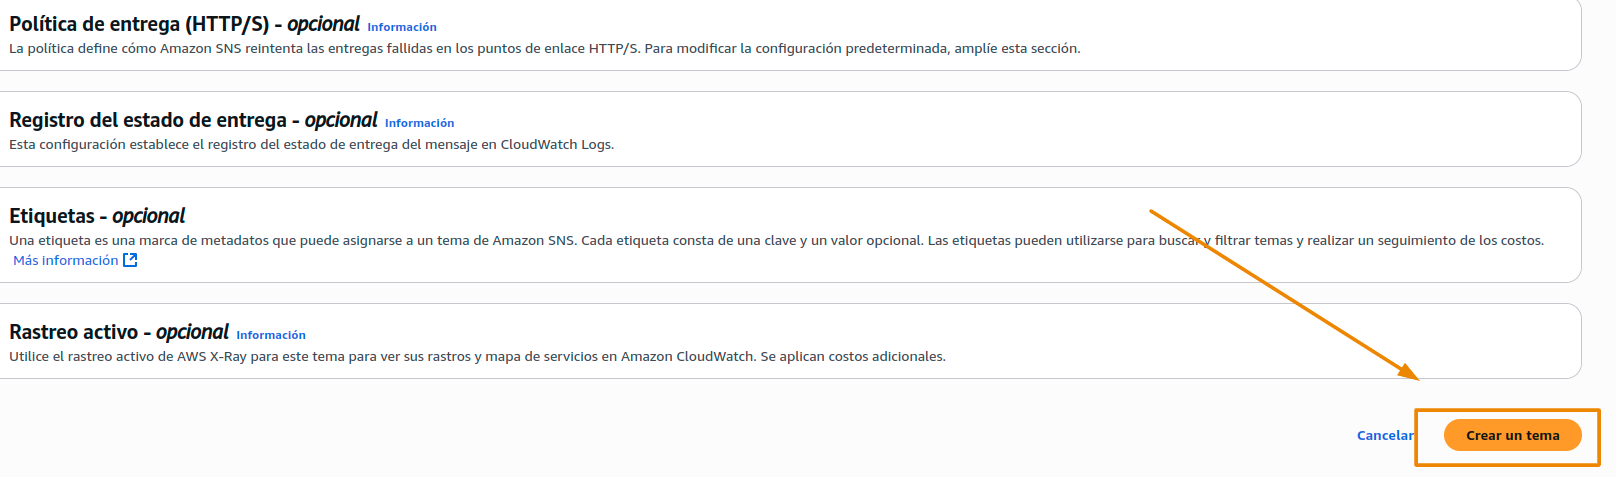 Política de entrega (HTTP/S) - opcional Información
La política define cómo Amazon SNS reintenta las entregas fallidas en los puntos de enlace HTTP/S. Para modificar la configuración predeterminada, amplíe esta sección.
Registro del estado de entrega - opcional Información
Esta configuración establece el registro del estado de entrega del mensaje en CloudWatch Logs.
Etiquetas - opcional
Una etiqueta es una marca de metadatos que puede asignarse a un tema de Amazon SNS. Cada etiqueta consta de una clave y un valor opcional. Las etiquetas pueden utilizarse para buscar y filtrar temas y realizar un seguimiento de los costos.
Más información
Rastreo activo - opcional Información
Utilice el rastreo activo de AWS X-Ray para este tema para ver sus rastros y mapa de servicios en Amazon CloudWatch. Se aplican costos adicionales.
Cancelar Crear un tema